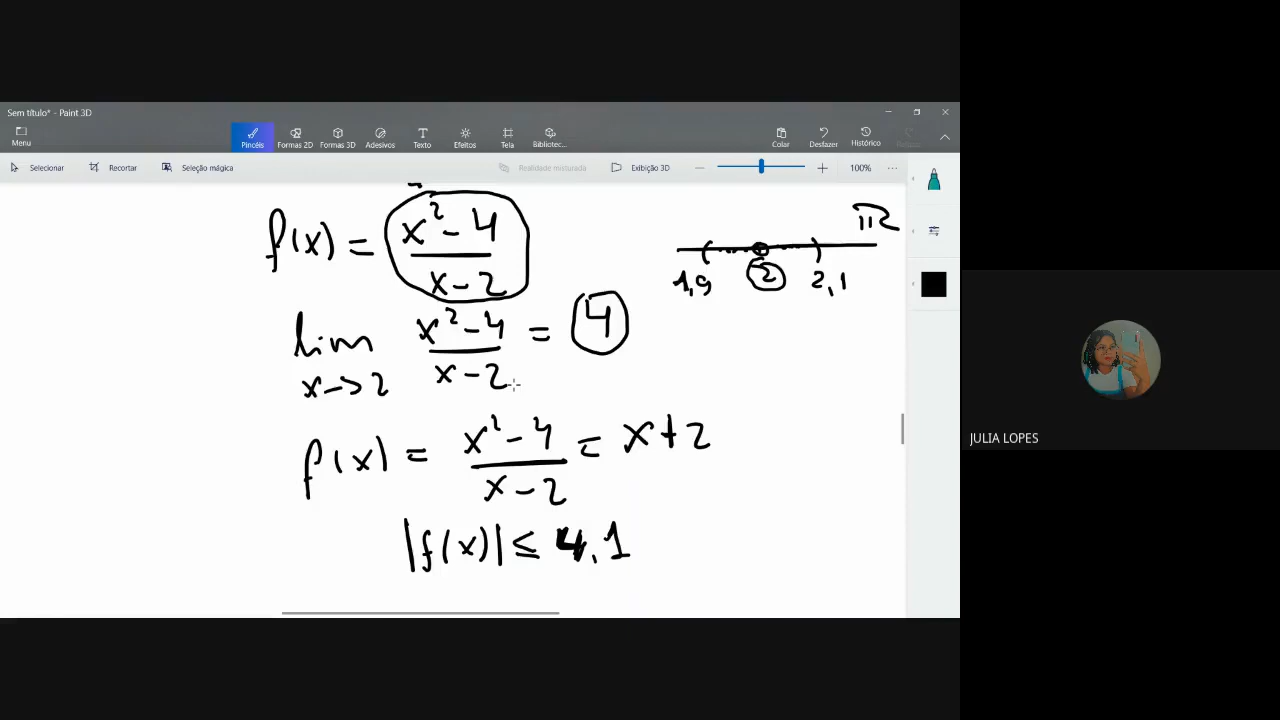 Sem título* - Paint 3D
Menu
Pincéis
Formas 2D
Formas 3D
Adesivos
Texto
Efeitos
Tela
Bibliotec...
Colar
Desfazer
Histórico
Selecionar
Recortar
Seleção mágica
Realidade misturada
Exibição 3D
100%
f(x) = x² - 4 / x - 2
ℝ
1,9 2 2,1
lim x->2 x² - 4 / x - 2 = 4
f(x) = x² - 4 / x - 2 = x + 2
|f(x)| ≤ 4,1
JULIA LOPES